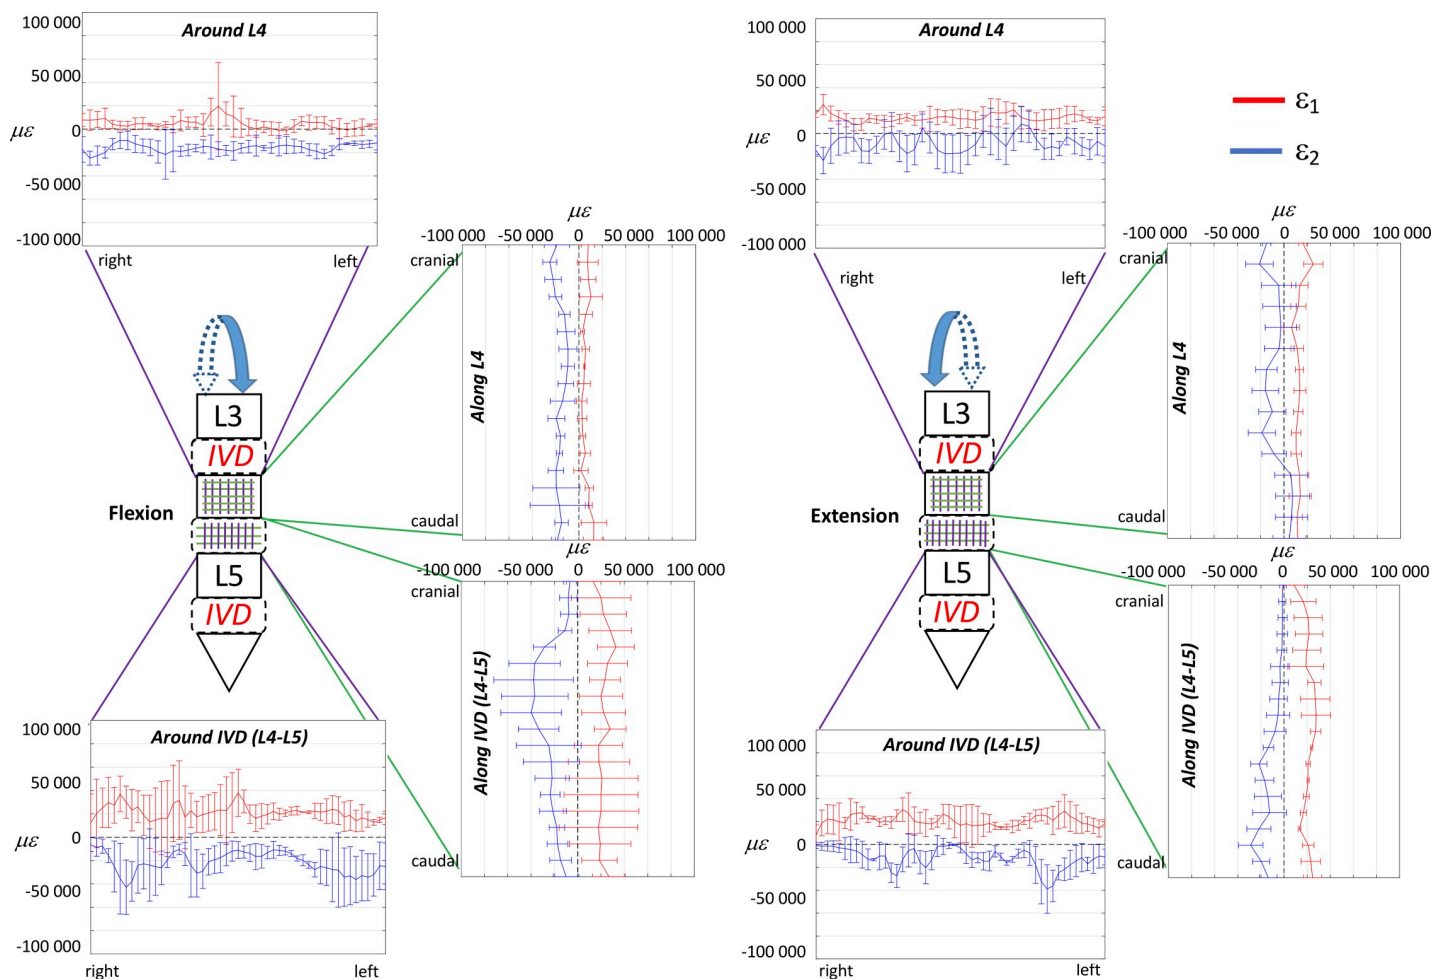 Around L4
100 000
50 000
0
-50 000
-100 000
με
right
left
με
-100 000
-50 000
0
50 000
100 000
cranial
caudal
Along L4
L3
IVD
Flexion
L5
IVD
με
-100 000
-50 000
0
50 000
100 000
cranial
caudal
Along IVD (L4-L5)
Around IVD (L4-L5)
100 000
50 000
0
-50 000
-100 000
με
right
left
Around L4
100 000
50 000
0
-50 000
-100 000
με
right
left
ε1
ε2
με
-100 000
-50 000
0
50 000
100 000
cranial
caudal
Along L4
L3
IVD
Extension
L5
IVD
με
-100 000
-50 000
0
50 000
100 000
cranial
caudal
Along IVD (L4-L5)
Around IVD (L4-L5)
100 000
50 000
0
-50 000
-100 000
με
right
left